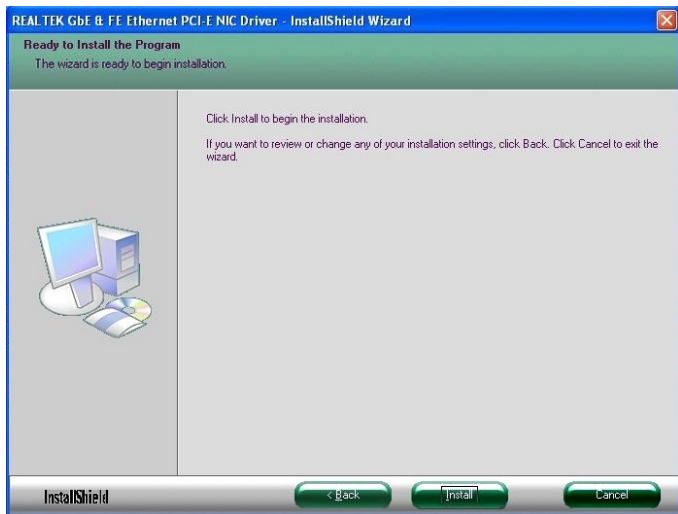 REALTEK GbE & FE Ethernet PCI-E NIC Driver - InstallShield Wizard
Ready to Install the Program
The wizard is ready to begin installation.
Click Install to begin the installation.
If you want to review or change any of your installation settings, click Back. Click Cancel to exit the
wizard.
InstallShield
< Back
Install
Cancel